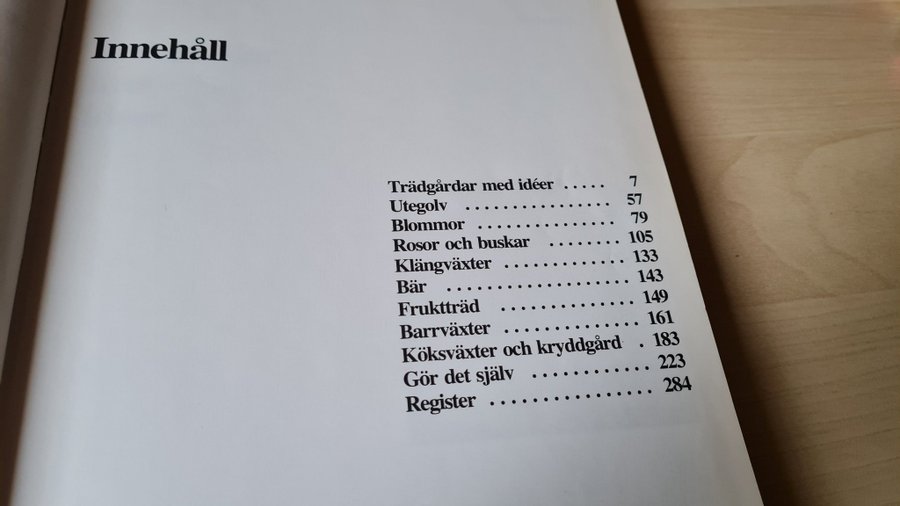 Innehåll
Trädgårdar med idéer ..... 7
Utegolv ................ 57
Blommor ............... 79
Rosor och buskar ........ 105
Klängväxter ............. 133
Bär .................... 143
Fruktträd .............. 149
Barrväxter .............. 161
Köksväxter och kryddgård . 183
Gör det själv ............ 223
Register ................. 284